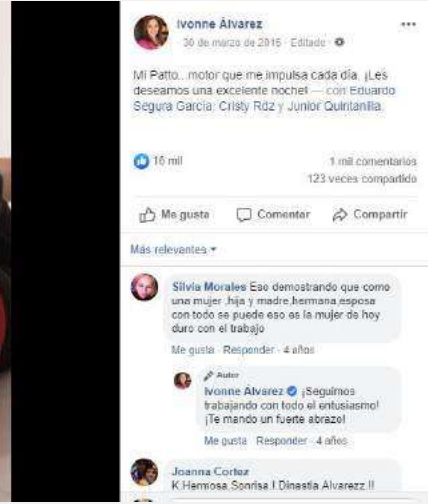 Ivonne Álvarez
30 de marzo de 2015 · Editado ·
Mi Patto.. motor que me impulsa cada día. ¡Les
deseamos una excelente noche! — con Eduardo
Segura García, Cristy Rdz y Junior Quintanilla.
16 mil
1 mil comentarios
123 veces compartido
Me gusta Comentar Compartir
Más relevantes
Silvia Morales Eso demostrando que como
una mujer ,hija y madre,hermana,esposa
con todo se puede eso es la mujer de hoy
duro con el trabajo
Me gusta · Responder · 4 años
Autor
Ivonne Álvarez ¡Seguimos
trabajando con todo el entusiasmo!
¡Te mando un fuerte abrazo!
Me gusta · Responder · 4 años
Joanna Cortez
K Hermosa Sonrisa ! Dinastia Alvarezz !!